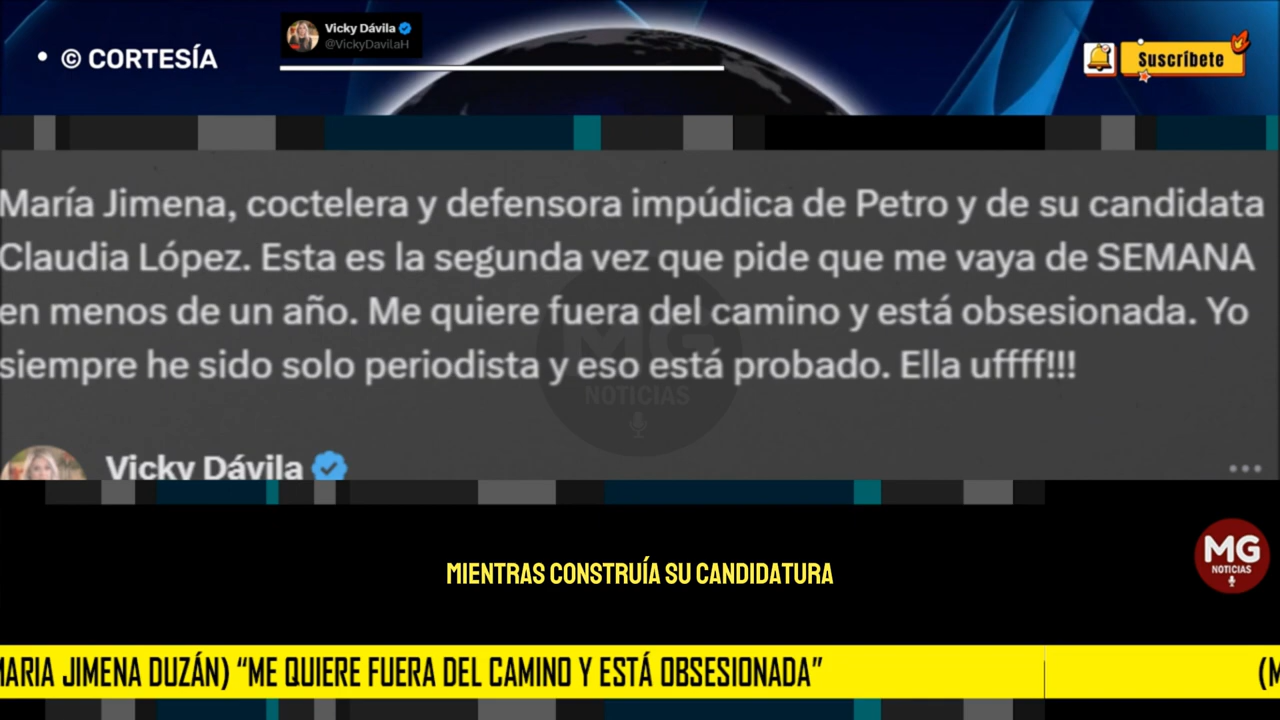 • © CORTESÍA
Vicky Dávila
@VickyDavilaH
Suscríbete
María Jimena, coctelera y defensora impúdica de Petro y de su candidata
Claudia López. Esta es la segunda vez que pide que me vaya de SEMANA
en menos de un año. Me quiere fuera del camino y está obsesionada. Yo
siempre he sido solo periodista y eso está probado. Ella uffff!!!
MG
NOTICIAS
Vicky Dávila
MIENTRAS CONSTRUÍA SU CANDIDATURA
MG
NOTICIAS
MARIA JIMENA DUZÁN) “ME QUIERE FUERA DEL CAMINO Y ESTÁ OBSESIONADA” (M